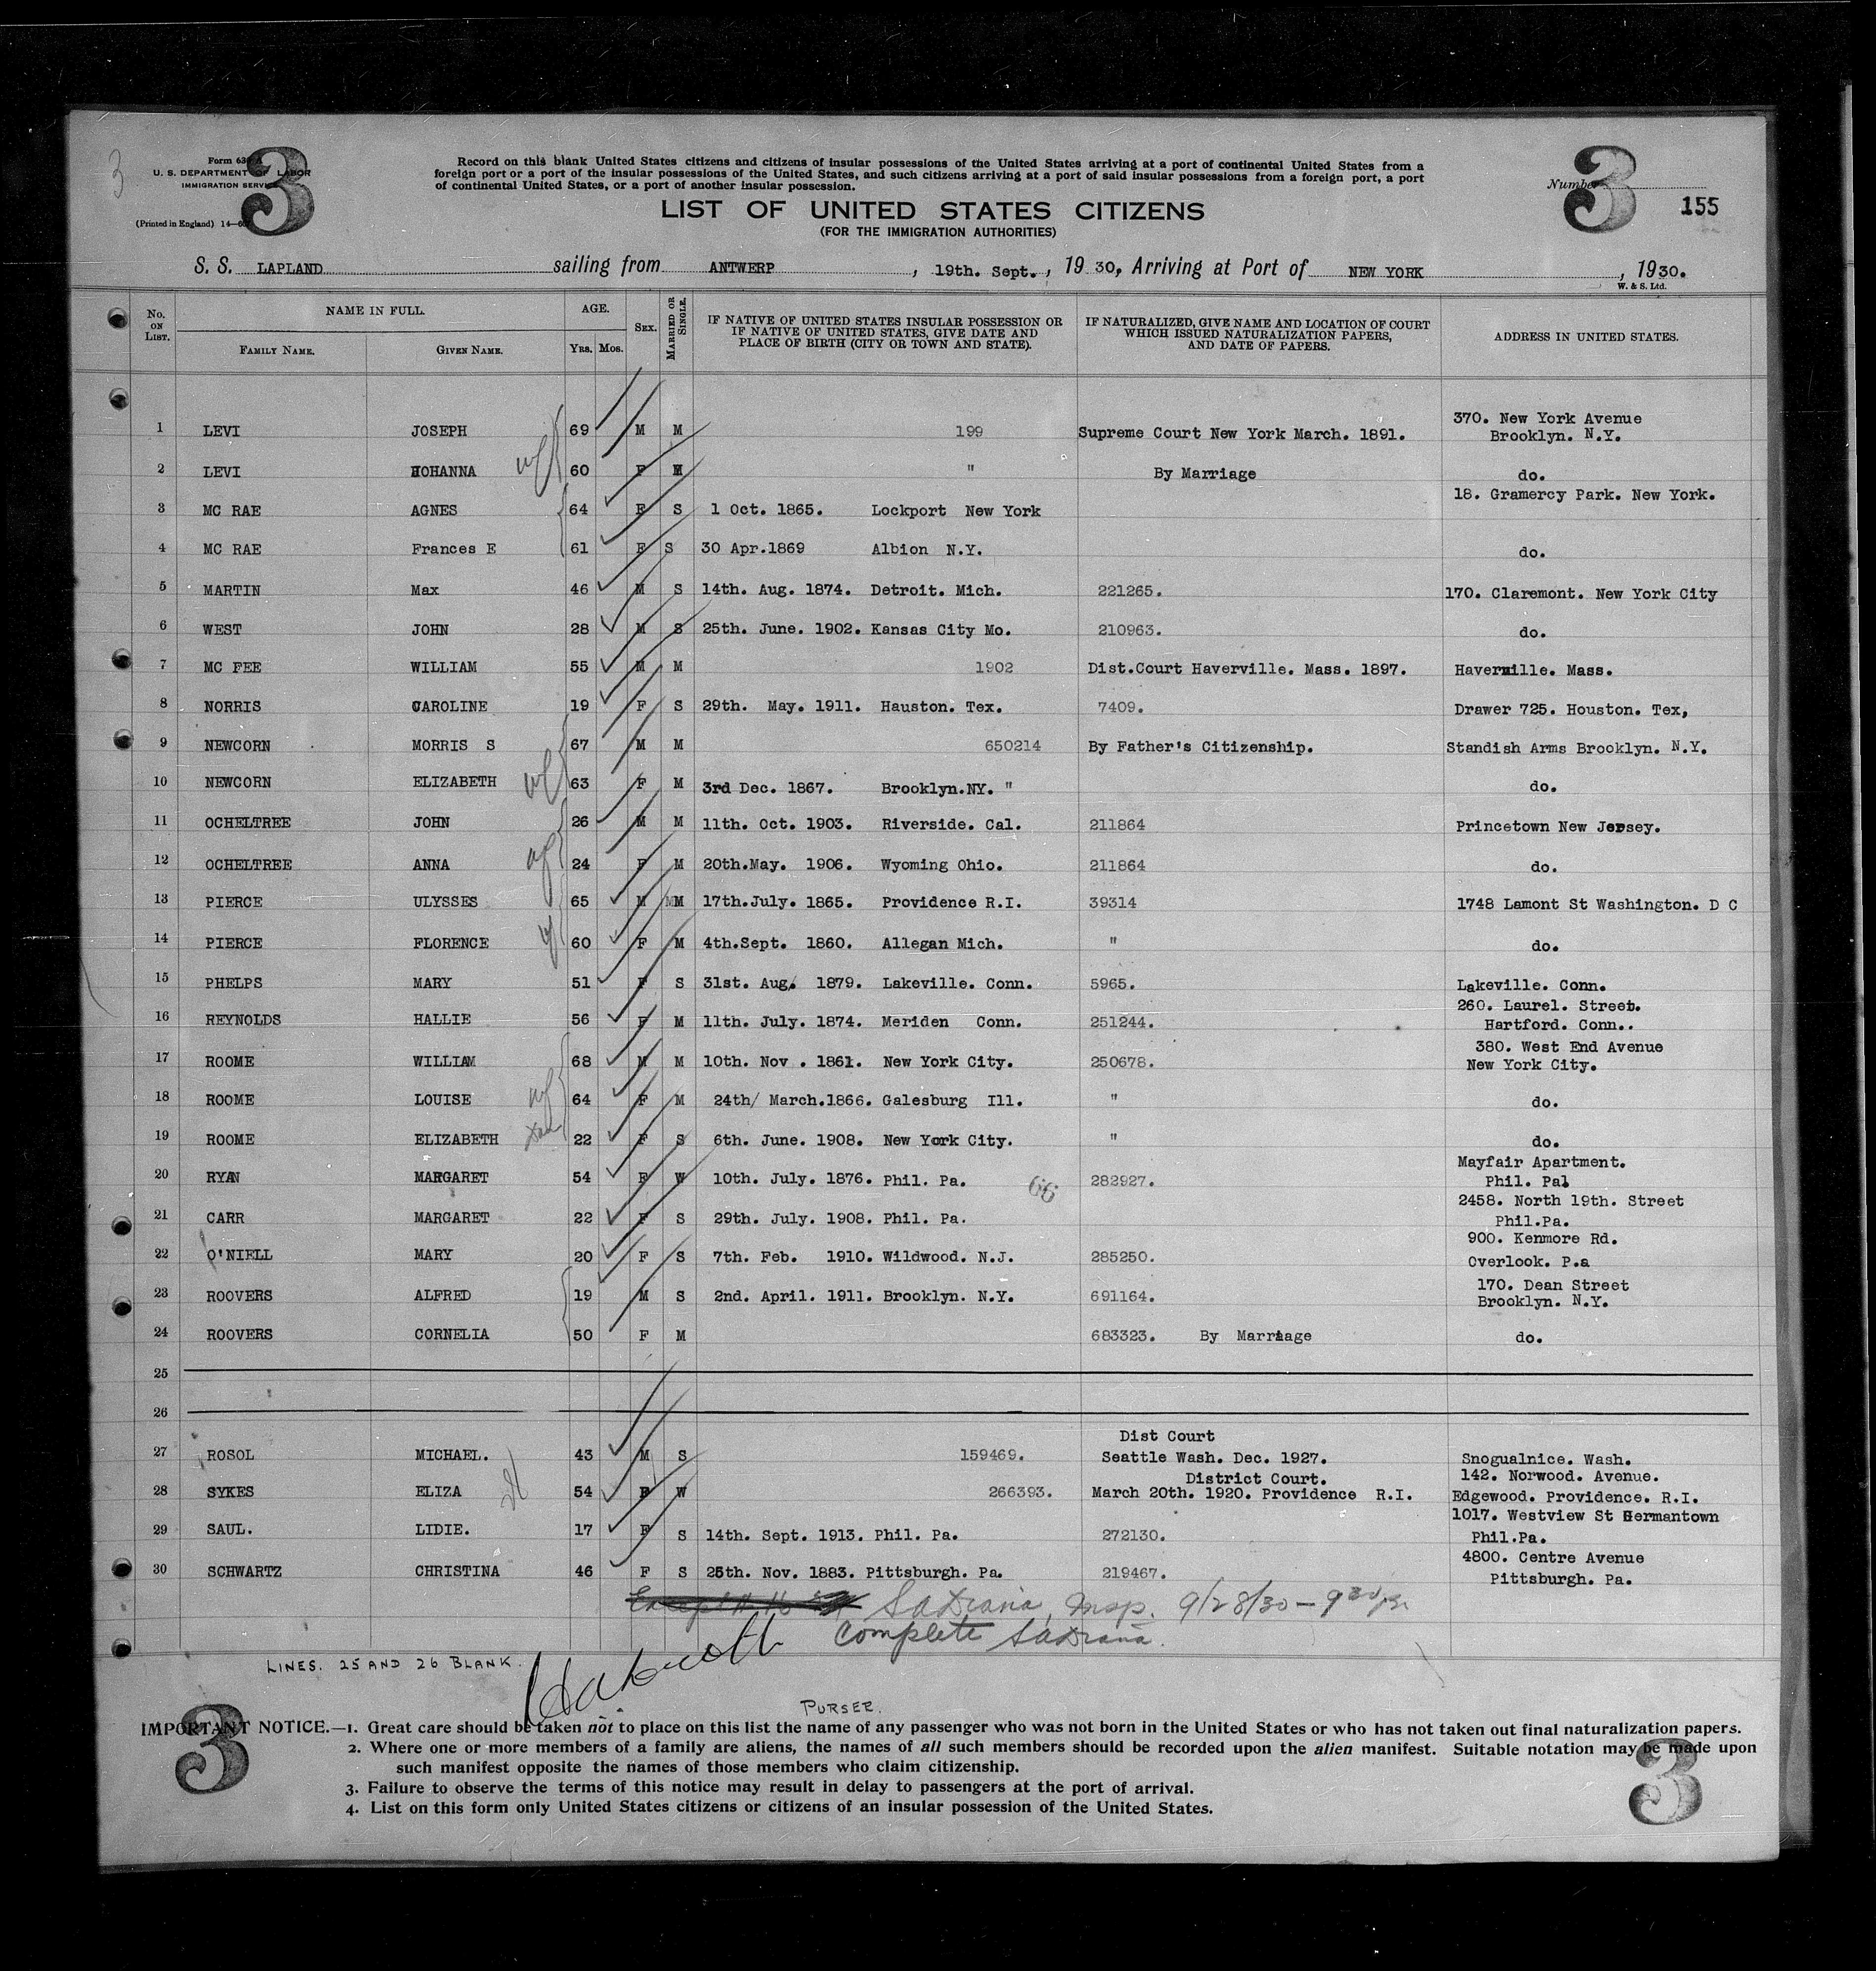 3
Form 630 A
U. S. DEPARTMENT OF LABOR
IMMIGRATION SERVICE
(Printed in England)
3
Record on this blank United States citizens and citizens of insular possessions of the United States arriving at a port of continental United States from a
foreign port or a port of the insular possessions of the United States, and such citizens arriving at a port of said insular possessions from a foreign port, a port
of continental United States, or a port of another insular possession.
LIST OF UNITED STATES CITIZENS
(FOR THE IMMIGRATION AUTHORITIES)
Number 3 155
S. S. LAPLAND sailing from ANTWERP, 19th. Sept., 1930, Arriving at Port of NEW YORK, 1930.
W. & S. Ltd.
No. ON LIST. NAME IN FULL. FAMILY NAME. GIVEN NAME. AGE. Yrs. Mos. SEX. MARRIED OR SINGLE. IF NATIVE OF UNITED STATES INSULAR POSSESSION OR IF NATIVE OF UNITED STATES, GIVE DATE AND PLACE OF BIRTH (CITY OR TOWN AND STATE). IF NATURALIZED, GIVE NAME AND LOCATION OF COURT WHICH ISSUED NATURALIZATION PAPERS, AND DATE OF PAPERS. ADDRESS IN UNITED STATES.
1 LEVI JOSEPH 69 M M 199 Supreme Court New York March. 1891. 370. New York Avenue Brooklyn. N.Y.
2 LEVI HOHANNA wf 60 F M " By Marriage do.
3 MC RAE AGNES 64 F S 1 Oct. 1865. Lockport New York 18. Gramercy Park. New York.
4 MC RAE Frances E 61 F S 30 Apr.1869 Albion N.Y. do.
5 MARTIN Max 46 M S 14th. Aug. 1874. Detroit. Mich. 221265. 170. Claremont. New York City
6 WEST JOHN 28 M S 25th. June. 1902. Kansas City Mo. 210963. do.
7 MC FEE WILLIAM 55 M M 1902 Dist.Court Haverville. Mass. 1897. Haverville. Mass.
8 NORRIS CAROLINE 19 F S 29th. May. 1911. Hauston. Tex. 7409. Drawer 725. Houston. Tex,
9 NEWCORN MORRIS S 67 M M 650214 By Father's Citizenship. Standish Arms Brooklyn. N.Y.
10 NEWCORN ELIZABETH wf 63 F M 3rd Dec. 1867. Brooklyn.NY. " do.
11 OCHELTREE JOHN 26 M M 11th. Oct. 1903. Riverside. Cal. 211864 Princetown New Jersey.
12 OCHELTREE ANNA wf 24 F M 20th.May. 1906. Wyoming Ohio. 211864 do.
13 PIERCE ULYSSES 65 M MM 17th.July. 1865. Providence R.I. 39314 1748 Lamont St Washington. D C
14 PIERCE FLORENCE wf 60 F M 4th.Sept. 1860. Allegan Mich. " do.
15 PHELPS MARY 51 F S 31st. Aug. 1879. Lakeville. Conn. 5965. Lakeville. Conn.
16 REYNOLDS HALLIE 56 F M 11th. July. 1874. Meriden Conn. 251244. 260. Laurel. Street. Hartford. Conn..
17 ROOME WILLIAM 68 M M 10th. Nov . 1861. New York City. 250678. 380. West End Avenue New York City.
18 ROOME LOUISE wf 64 F M 24th/ March.1866. Galesburg Ill. " do.
19 ROOME ELIZABETH dau 22 F S 6th. June. 1908. New York City. " do.
20 RYAN MARGARET 54 F W 10th. July. 1876. Phil. Pa. 66 282927. Mayfair Apartment. Phil. Pal
21 CARR MARGARET 22 F S 29th. July. 1908. Phil. Pa. 2458. North 19th. Street Phil.Pa.
22 O'NIELL MARY 20 F S 7th. Feb. 1910. Wildwood. N.J. 285250. 900. Kenmore Rd. Overlook. P.a
23 ROOVERS ALFRED 19 M S 2nd. April. 1911. Brooklyn. N.Y. 691164. 170. Dean Street Brooklyn. N.Y.
24 ROOVERS CORNELIA 50 F M 683323. By Marriage do.
25
26
27 ROSOL MICHAEL. 43 M S 159469. Dist Court Seattle Wash. Dec. 1927. Snogualnice. Wash.
28 SYKES ELIZA 54 F W 266393. District Court. March 20th. 1920. Providence R.I. 142. Norwood. Avenue. Edgewood. Providence. R.I.
29 SAUL. LIDIE. 17 F S 14th. Sept. 1913. Phil. Pa. 272130. 1017. Westview St Germantown Phil.Pa.
30 SCHWARTZ CHRISTINA 46 F S 25th. Nov. 1883. Pittsburgh. Pa. 219467. 4800. Centre Avenue Pittsburgh. Pa.
Insp. 9/28/30 — 9 30
Complete
LINES. 25 AND 26 BLANK.
PURSER.
3
IMPORTANT NOTICE.—1. Great care should be taken not to place on this list the name of any passenger who was not born in the United States or who has not taken out final naturalization papers.
2. Where one or more members of a family are aliens, the names of all such members should be recorded upon the alien manifest. Suitable notation may be made upon
such manifest opposite the names of those members who claim citizenship.
3. Failure to observe the terms of this notice may result in delay to passengers at the port of arrival.
4. List on this form only United States citizens or citizens of an insular possession of the United States.
3